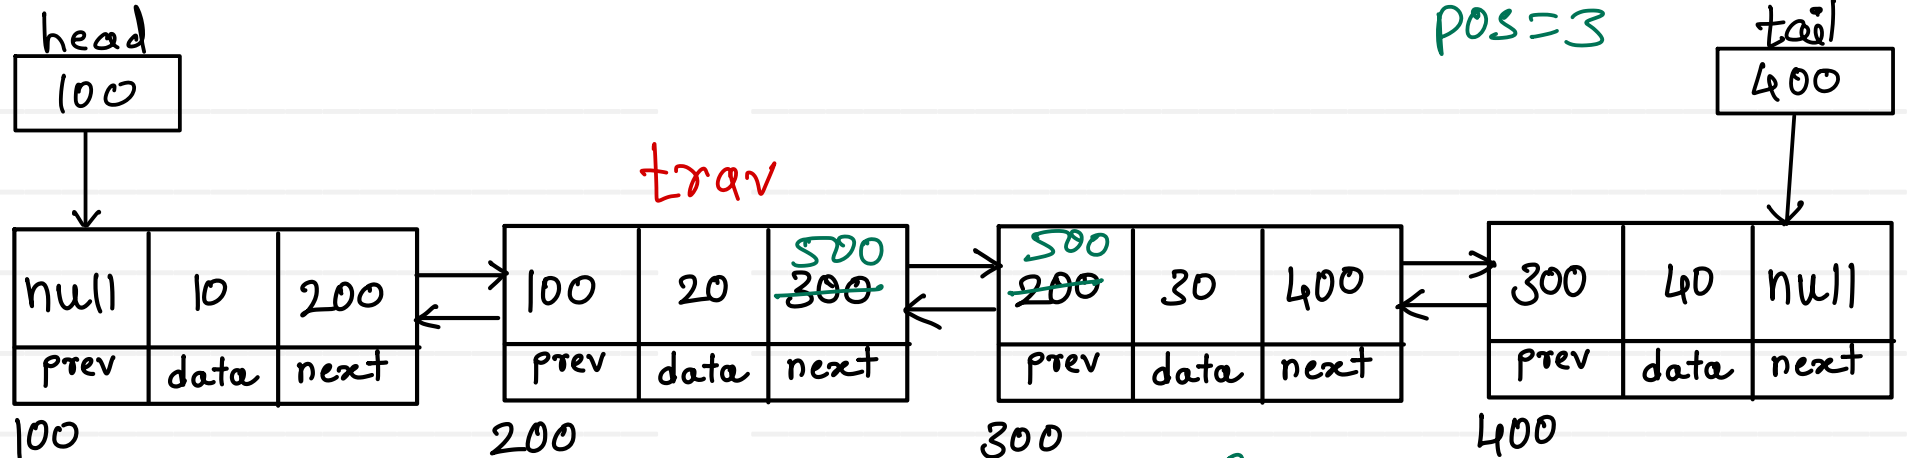 head
pos=3
tail
100
400
trav
null 10 200
100 20 300 500
200 500 30 400
300 40 null
prev data next
prev data next
prev data next
prev data next
100
200
300
400